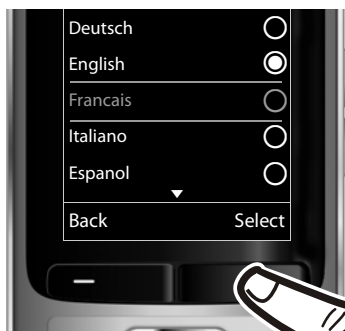 Deutsch
English
Francais
Italiano
Espanol
Back Select